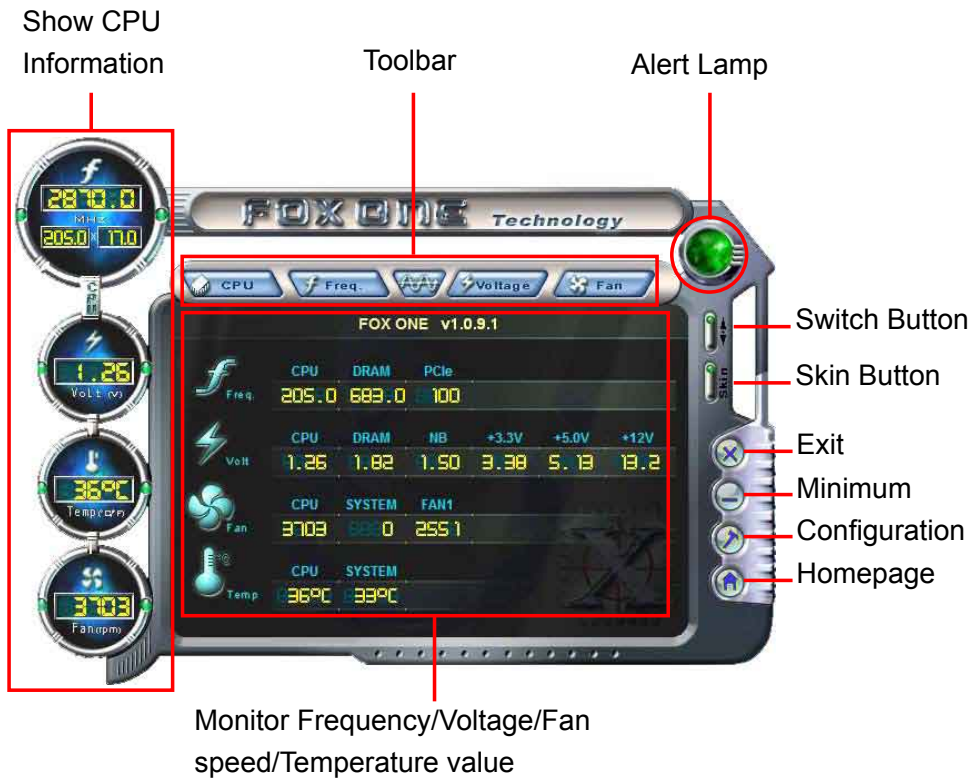 Show CPU
Information
Toolbar
Alert Lamp
2870.0
MHz
205.0 x 17.0
CPU
1.26
Volt (V)
36°C
Temp(°C/°F)
3703
Fan(rpm)
FOX ONE Technology
CPU Freq. Voltage Fan
FOX ONE v1.0.9.1
CPU DRAM PCIe
Freq. 205.0 683.0 100
CPU DRAM NB +3.3V +5.0V +12V
Volt 1.26 1.82 1.50 3.38 5.13 13.2
CPU SYSTEM FAN1
Fan 3703 0 2551
CPU SYSTEM
Temp 36°C 33°C
Skin
Switch Button
Skin Button
Exit
Minimum
Configuration
Homepage
Monitor Frequency/Voltage/Fan
speed/Temperature value